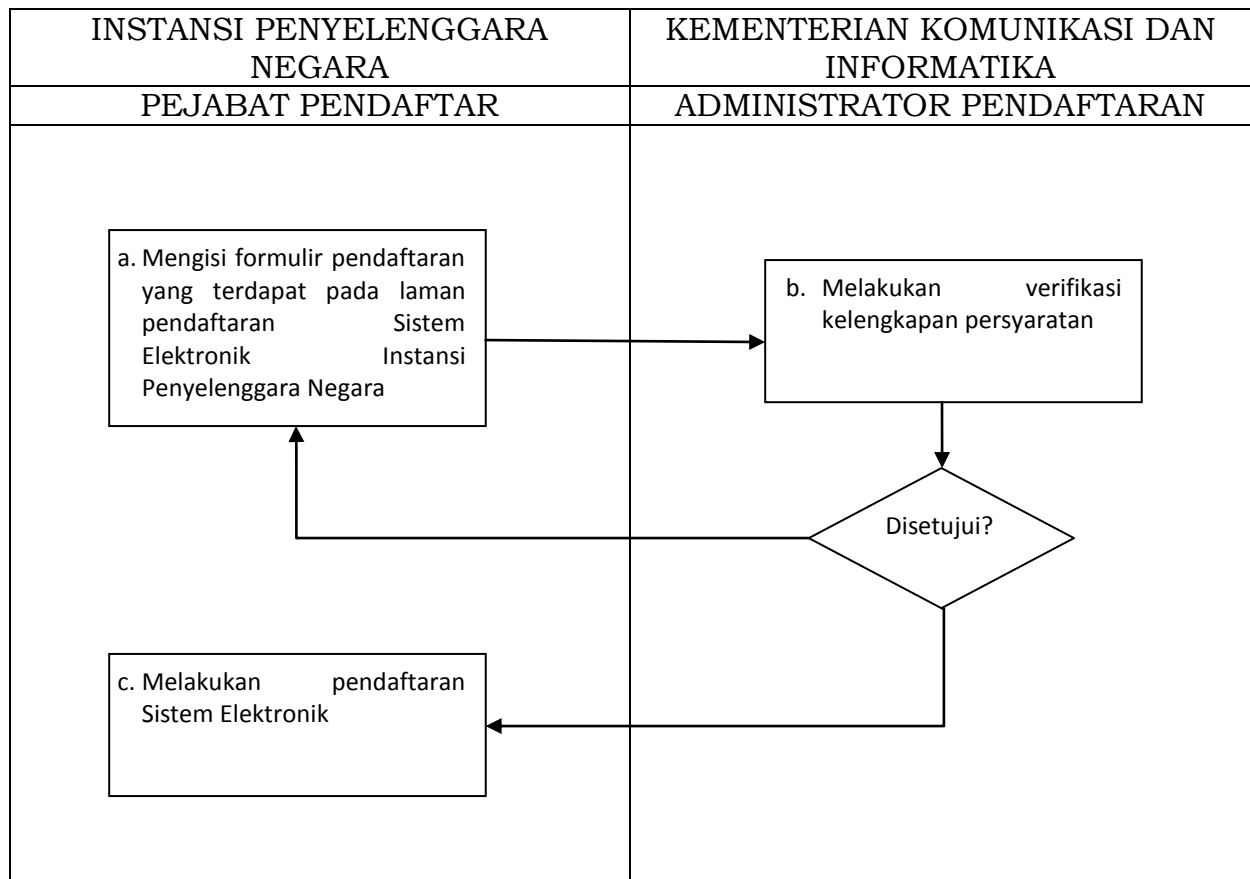 INSTANSI PENYELENGGARA
NEGARA
KEMENTERIAN KOMUNIKASI DAN
INFORMATIKA
PEJABAT PENDAFTAR
ADMINISTRATOR PENDAFTARAN
a. Mengisi formulir pendaftaran
yang terdapat pada laman
pendaftaran Sistem
Elektronik Instansi
Penyelenggara Negara
b. Melakukan verifikasi
kelengkapan persyaratan
Disetujui?
c. Melakukan pendaftaran
Sistem Elektronik